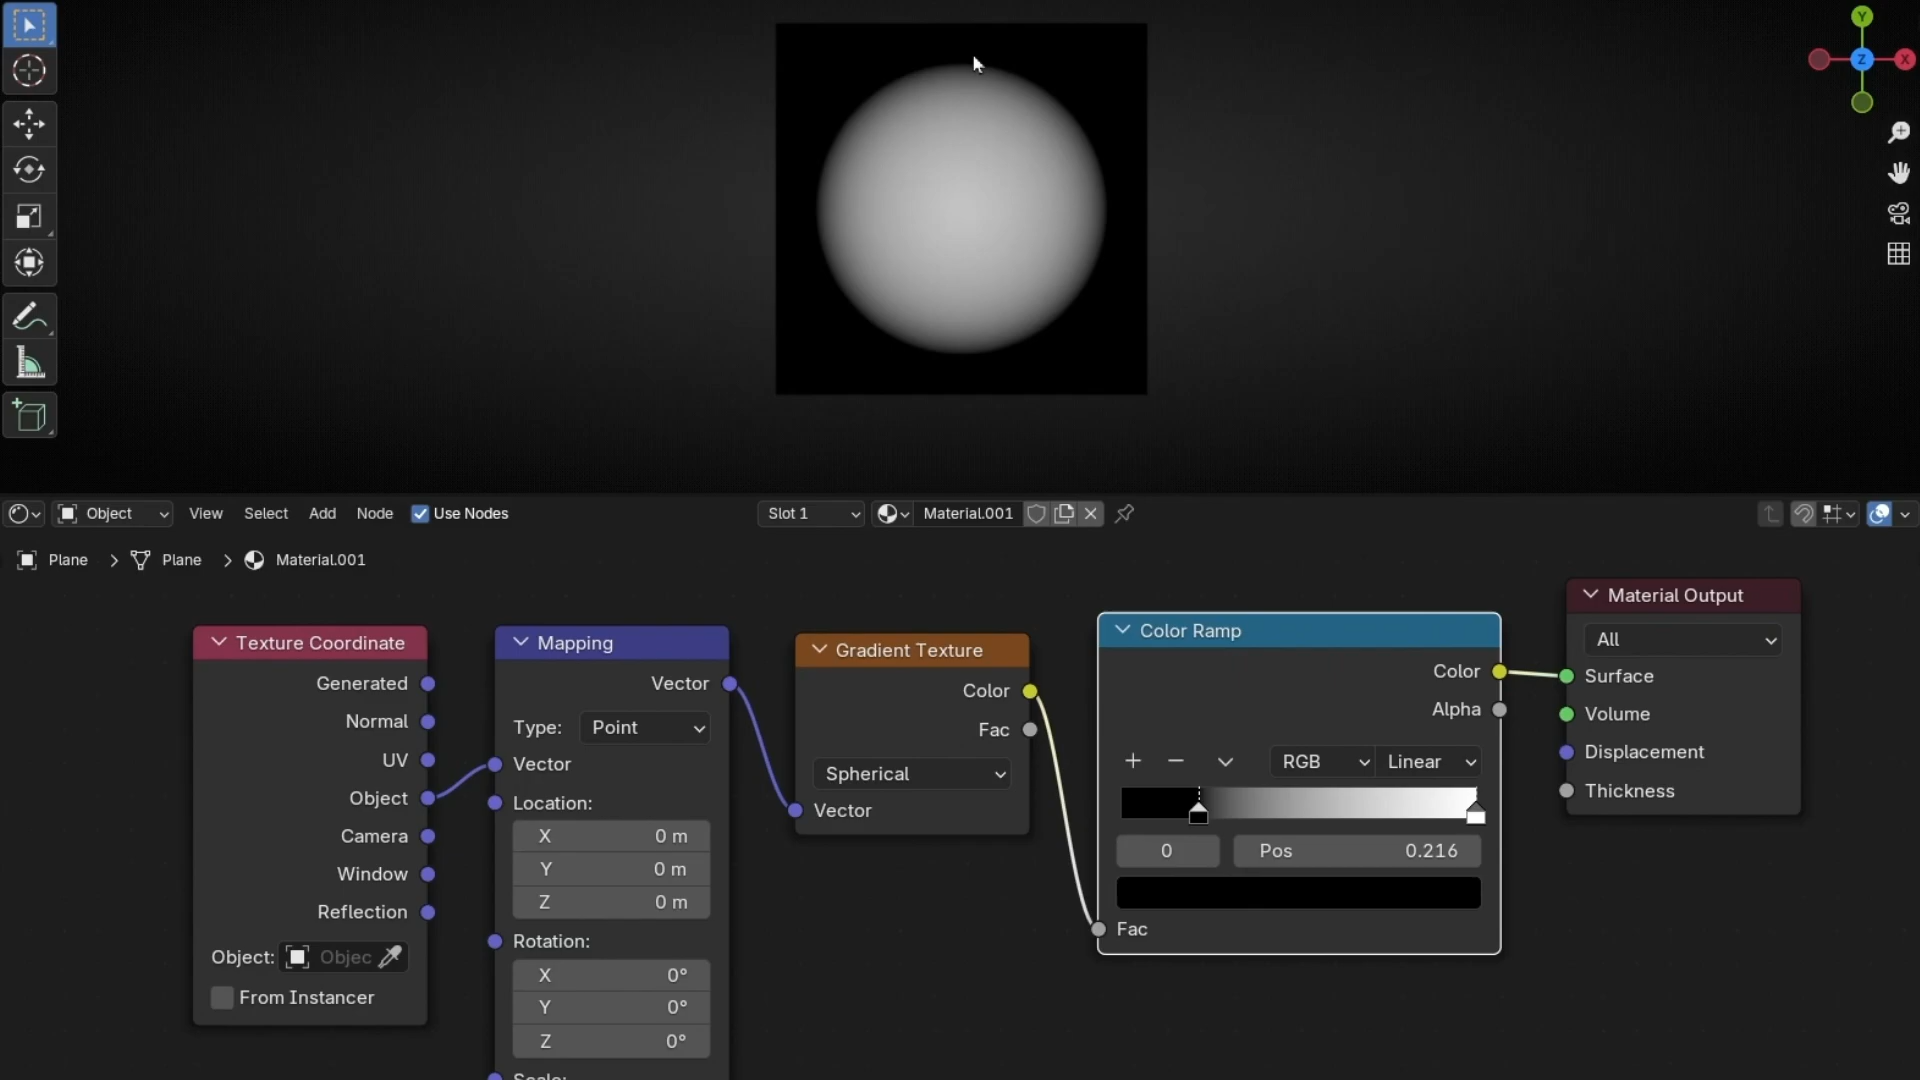 Y
Z
X
Object
View
Select
Add
Node
Use Nodes
Slot 1
Material.001
Plane > Plane > Material.001
Texture Coordinate
Generated
Normal
UV
Object
Camera
Window
Reflection
Object: Objec
From Instancer
Mapping
Vector
Type: Point
Vector
Location:
X 0 m
Y 0 m
Z 0 m
Rotation:
X 0°
Y 0°
Z 0°
Scale:
Gradient Texture
Color
Fac
Spherical
Vector
Color Ramp
Color
Alpha
RGB Linear
0 Pos 0.216
Fac
Material Output
All
Surface
Volume
Displacement
Thickness